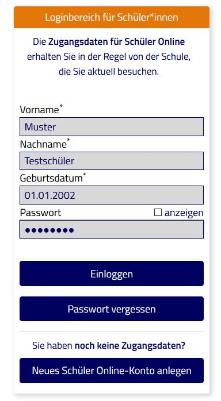 Loginbereich für Schüler*innen
Die Zugangsdaten für Schüler Online
erhalten Sie in der Regel von der Schule,
die Sie aktuell besuchen.
Vorname*
Muster
Nachname*
Testschüler
Geburtsdatum*
01.01.2002
Passwort ☐ anzeigen
●●●●●●●●
Einloggen
Passwort vergessen
Sie haben noch keine Zugangsdaten?
Neues Schüler Online-Konto anlegen